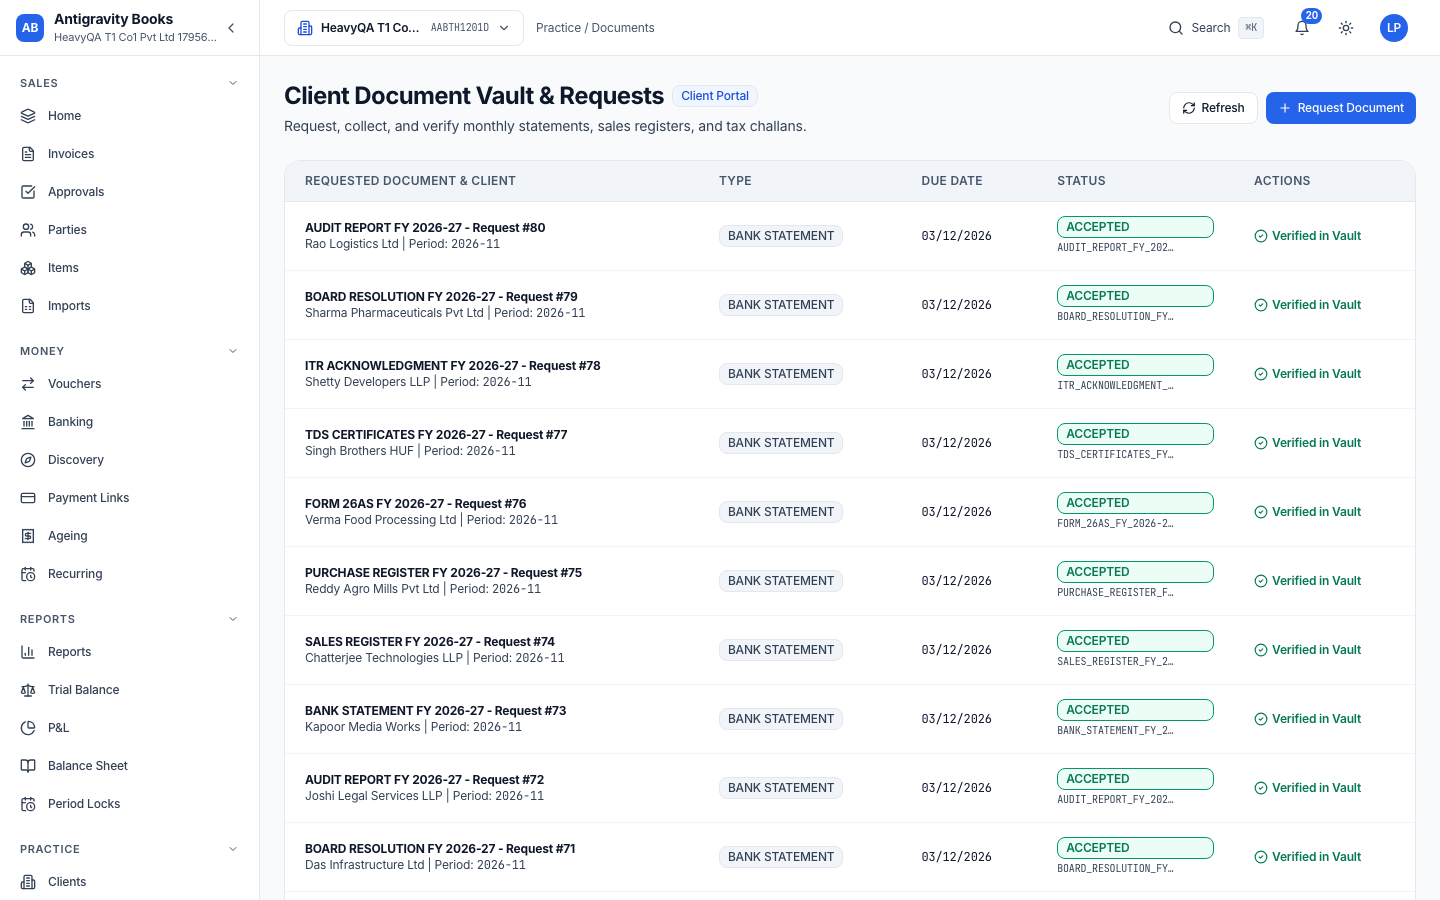 AB
Antigravity Books
HeavyQA T1 Co1 Pvt Ltd 17956...
HeavyQA T1 Co... AABTH1201D
Practice / Documents
Search ⌘K
20
LP
SALES
Home
Invoices
Approvals
Parties
Items
Imports
MONEY
Vouchers
Banking
Discovery
Payment Links
Ageing
Recurring
REPORTS
Reports
Trial Balance
P&L
Balance Sheet
Period Locks
PRACTICE
Clients
Client Document Vault & Requests Client Portal
Request, collect, and verify monthly statements, sales registers, and tax challans.
Refresh
Request Document
REQUESTED DOCUMENT & CLIENT TYPE DUE DATE STATUS ACTIONS
AUDIT REPORT FY 2026-27 - Request #80
Rao Logistics Ltd | Period: 2026-11
BANK STATEMENT
03/12/2026
ACCEPTED
AUDIT_REPORT_FY_202…
Verified in Vault
BOARD RESOLUTION FY 2026-27 - Request #79
Sharma Pharmaceuticals Pvt Ltd | Period: 2026-11
BANK STATEMENT
03/12/2026
ACCEPTED
BOARD_RESOLUTION_FY…
Verified in Vault
ITR ACKNOWLEDGMENT FY 2026-27 - Request #78
Shetty Developers LLP | Period: 2026-11
BANK STATEMENT
03/12/2026
ACCEPTED
ITR_ACKNOWLEDGMENT_…
Verified in Vault
TDS CERTIFICATES FY 2026-27 - Request #77
Singh Brothers HUF | Period: 2026-11
BANK STATEMENT
03/12/2026
ACCEPTED
TDS_CERTIFICATES_FY…
Verified in Vault
FORM 26AS FY 2026-27 - Request #76
Verma Food Processing Ltd | Period: 2026-11
BANK STATEMENT
03/12/2026
ACCEPTED
FORM_26AS_FY_2026-2…
Verified in Vault
PURCHASE REGISTER FY 2026-27 - Request #75
Reddy Agro Mills Pvt Ltd | Period: 2026-11
BANK STATEMENT
03/12/2026
ACCEPTED
PURCHASE_REGISTER_F…
Verified in Vault
SALES REGISTER FY 2026-27 - Request #74
Chatterjee Technologies LLP | Period: 2026-11
BANK STATEMENT
03/12/2026
ACCEPTED
SALES_REGISTER_FY_2…
Verified in Vault
BANK STATEMENT FY 2026-27 - Request #73
Kapoor Media Works | Period: 2026-11
BANK STATEMENT
03/12/2026
ACCEPTED
BANK_STATEMENT_FY_2…
Verified in Vault
AUDIT REPORT FY 2026-27 - Request #72
Joshi Legal Services LLP | Period: 2026-11
BANK STATEMENT
03/12/2026
ACCEPTED
AUDIT_REPORT_FY_202…
Verified in Vault
BOARD RESOLUTION FY 2026-27 - Request #71
Das Infrastructure Ltd | Period: 2026-11
BANK STATEMENT
03/12/2026
ACCEPTED
BOARD_RESOLUTION_FY…
Verified in Vault